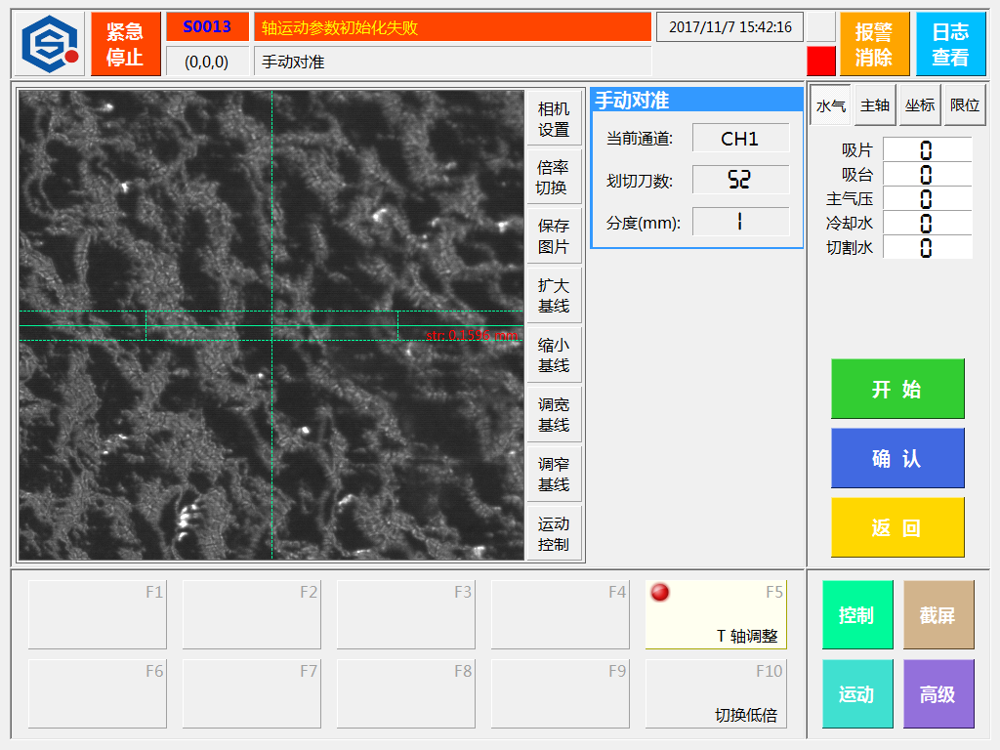 紧急
停止
S0013
轴运动参数初始化失败
2017/11/7 15:42:16
(0,0,0)
手动对准
报警
消除
日志
查看
相机
设置
倍率
切换
保存
图片
扩大
基线
缩小
基线
调宽
基线
调窄
基线
运动
控制
str: 0.1596 mm
手动对准
当前通道: CH1
划切刀数: 52
分度(mm): 1
水气 主轴 坐标 限位
吸片 0
吸台 0
主气压 0
冷却水 0
切割水 0
开 始
确 认
返 回
F1 F2 F3 F4 F5
T 轴调整
F6 F7 F8 F9 F10
切换低倍
控制 截屏
运动 高级